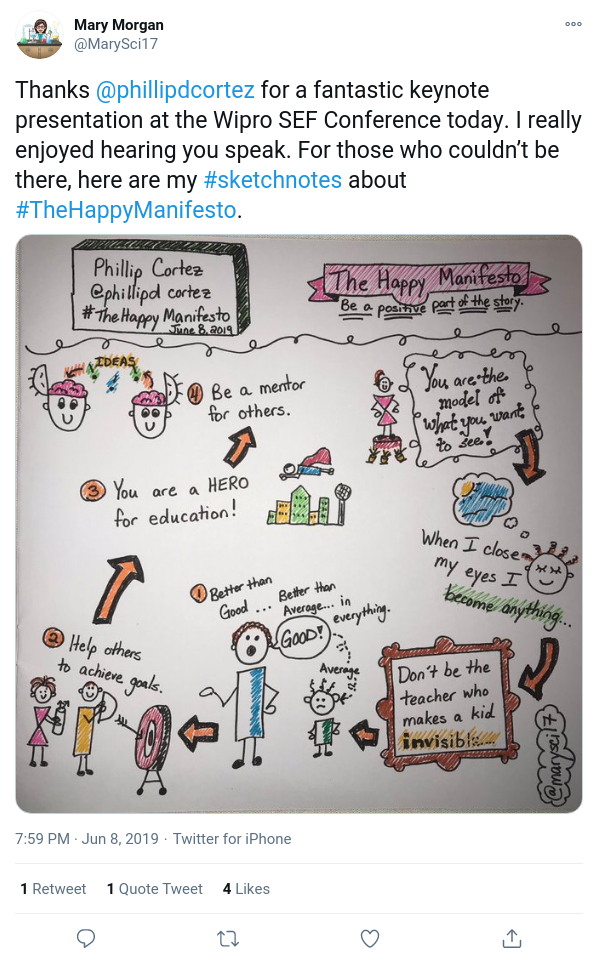 Mary Morgan
@MarySci17
Thanks @phillipdcortez for a fantastic keynote
presentation at the Wipro SEF Conference today. I really
enjoyed hearing you speak. For those who couldn’t be
there, here are my #sketchnotes about
#TheHappyManifesto.
Phillip Cortez
@phillipd cortez
#TheHappy Manifesto
June 8, 2019
The Happy Manifesto
Be a positive part of the story.
You are the
model of
what you want
to see!
When I close
my eyes I
become anything...
Don't be the
teacher who
makes a kid
invisible...
@marysci17
1 Better than
Good ... Better than
Average... in
everything.
GOOD!
Average
2 Help others
to achieve goals.
3 You are a HERO
for education!
4 Be a mentor
for others.
IDEAS
7:59 PM · Jun 8, 2019 · Twitter for iPhone
1 Retweet 1 Quote Tweet 4 Likes